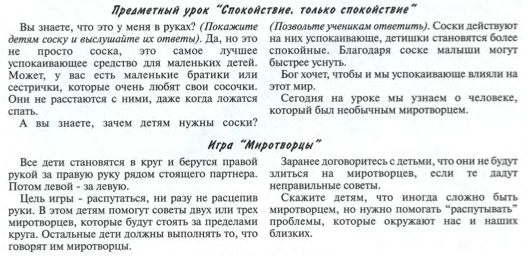 Предметный урок "Спокойствие, только спокойствие"
Вы знаете, что это у меня в руках? (Покажите
детям соску и выслушайте их ответы). Да, но это
не просто соска, это самое лучшее
успокаивающее средство для маленьких детей.
Может, у вас есть маленькие братики или
сестрички, которые очень любят свои сосочки.
Они не расстаются с ними, даже когда ложатся
спать.
А вы знаете, зачем детям нужны соски?
(Позвольте ученикам ответить). Соски действуют
на них успокаивающе, детишки становятся более
спокойные. Благодаря соске малыши могут
быстрее уснуть.
Бог хочет, чтобы и мы успокаивающе влияли на
этот мир.
Сегодня на уроке мы узнаем о человеке,
который был необычным миротворцем.
Игра "Миротворцы"
Все дети становятся в круг и берутся правой
рукой за правую руку рядом стоящего партнера.
Потом левой - за левую.
Цель игры - распутаться, ни разу не расцепив
руки. В этом детям помогут советы двух или трех
миротворцев, которые будут стоять за пределами
круга. Остальные дети должны выполнять то, что
говорят им миротворцы.
Заранее договоритесь с детьми, что они не будут
злиться на миротворцев, если те дадут
неправильные советы.
Скажите детям, что иногда сложно быть
миротворцем, но нужно помогать "распутывать"
проблемы, которые окружают нас и наших
близких.